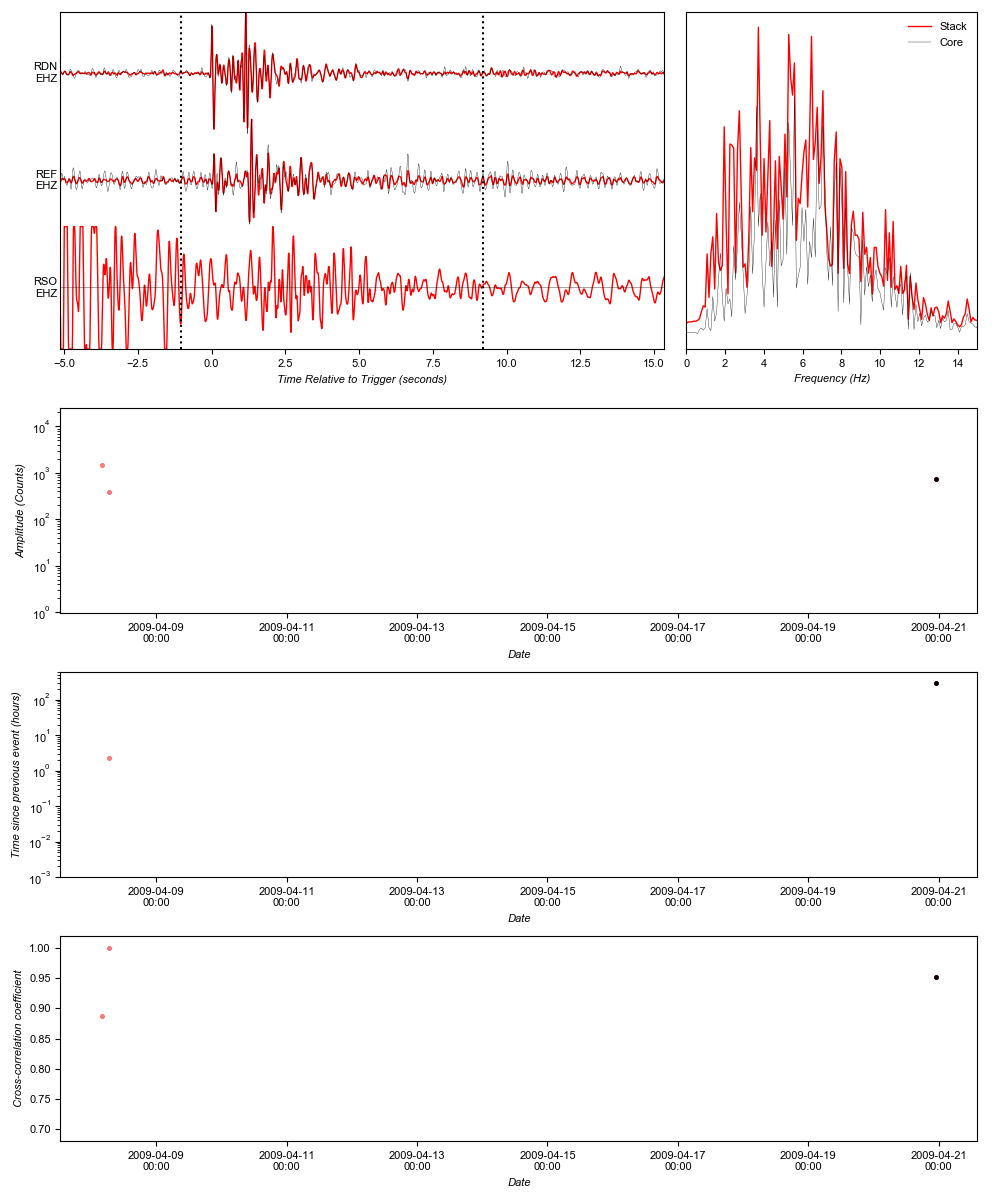 RDN
EHZ
REF
EHZ
RSO
EHZ
−5.0 −2.5 0.0 2.5 5.0 7.5 10.0 12.5 15.0
Time Relative to Trigger (seconds)
Stack
Core
0 2 4 6 8 10 12 14
Frequency (Hz)
10^4
10^3
10^2
10^1
10^0
Amplitude (Counts)
2009-04-09 2009-04-11 2009-04-13 2009-04-15 2009-04-17 2009-04-19 2009-04-21
00:00 00:00 00:00 00:00 00:00 00:00 00:00
Date
10^2
10^1
10^0
10^−1
10^−2
10^−3
Time since previous event (hours)
2009-04-09 2009-04-11 2009-04-13 2009-04-15 2009-04-17 2009-04-19 2009-04-21
00:00 00:00 00:00 00:00 00:00 00:00 00:00
Date
1.00
0.95
0.90
0.85
0.80
0.75
0.70
Cross-correlation coefficient
2009-04-09 2009-04-11 2009-04-13 2009-04-15 2009-04-17 2009-04-19 2009-04-21
00:00 00:00 00:00 00:00 00:00 00:00 00:00
Date